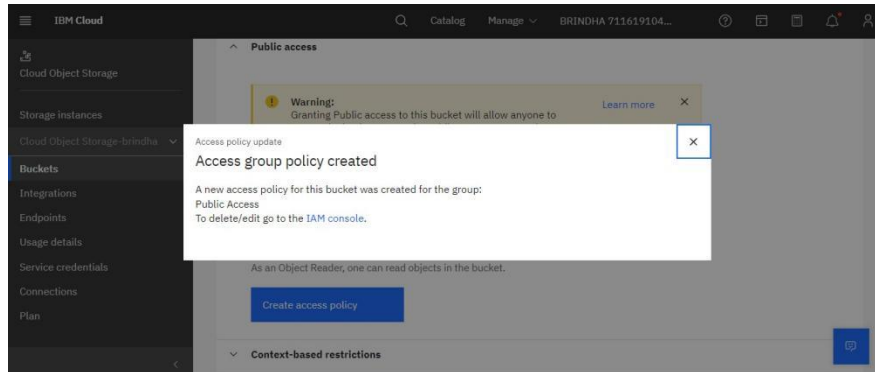 IBM Cloud
Catalog
Manage
BRINDHA 711619104...
Cloud Object Storage
Storage instances
Cloud Object Storage-brindha
Buckets
Integrations
Endpoints
Usage details
Service credentials
Connections
Plan
Public access
Warning:
Granting Public access to this bucket will allow anyone to
Learn more
Access policy update
Access group policy created
A new access policy for this bucket was created for the group:
Public Access
To delete/edit go to the IAM console.
As an Object Reader, one can read objects in the bucket.
Create access policy
Context-based restrictions